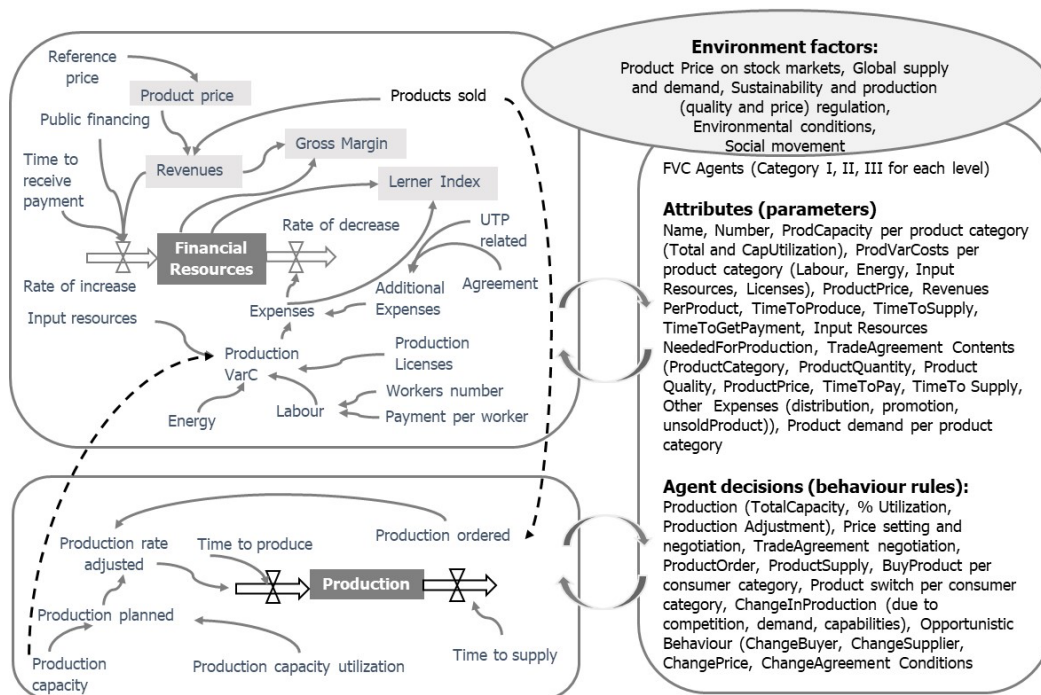 Reference
price
Product price
Public financing
Time to
receive
payment
Revenues
Products sold
Gross Margin
Lerner Index
Rate of decrease
Financial
Resources
Rate of increase
UTP
related
Agreement
Additional
Expenses
Expenses
Input resources
Production
VarC
Production
Licenses
Workers number
Payment per worker
Labour
Energy
Production ordered
Production rate
adjusted
Time to produce
Production
Production planned
Production
capacity
Production capacity utilization
Time to supply
Environment factors:
Product Price on stock markets, Global supply
and demand, Sustainability and production
(quality and price) regulation,
Environmental conditions,
Social movement
FVC Agents (Category I, II, III for each level)
Attributes (parameters)
Name, Number, ProdCapacity per product category
(Total and CapUtilization), ProdVarCosts per
product category (Labour, Energy, Input
Resources, Licenses), ProductPrice, Revenues
PerProduct, TimeToProduce, TimeToSupply,
TimeToGetPayment, Input Resources
NeededForProduction, TradeAgreement Contents
(ProductCategory, ProductQuantity, Product
Quality, ProductPrice, TimeToPay, TimeTo Supply,
Other Expenses (distribution, promotion,
unsoldProduct)), Product demand per product
category
Agent decisions (behaviour rules):
Production (TotalCapacity, % Utilization,
Production Adjustment), Price setting and
negotiation, TradeAgreement negotiation,
ProductOrder, ProductSupply, BuyProduct per
consumer category, Product switch per consumer
category, ChangeInProduction (due to
competition, demand, capabilities), Opportunistic
Behaviour (ChangeBuyer, ChangeSupplier,
ChangePrice, ChangeAgreement Conditions